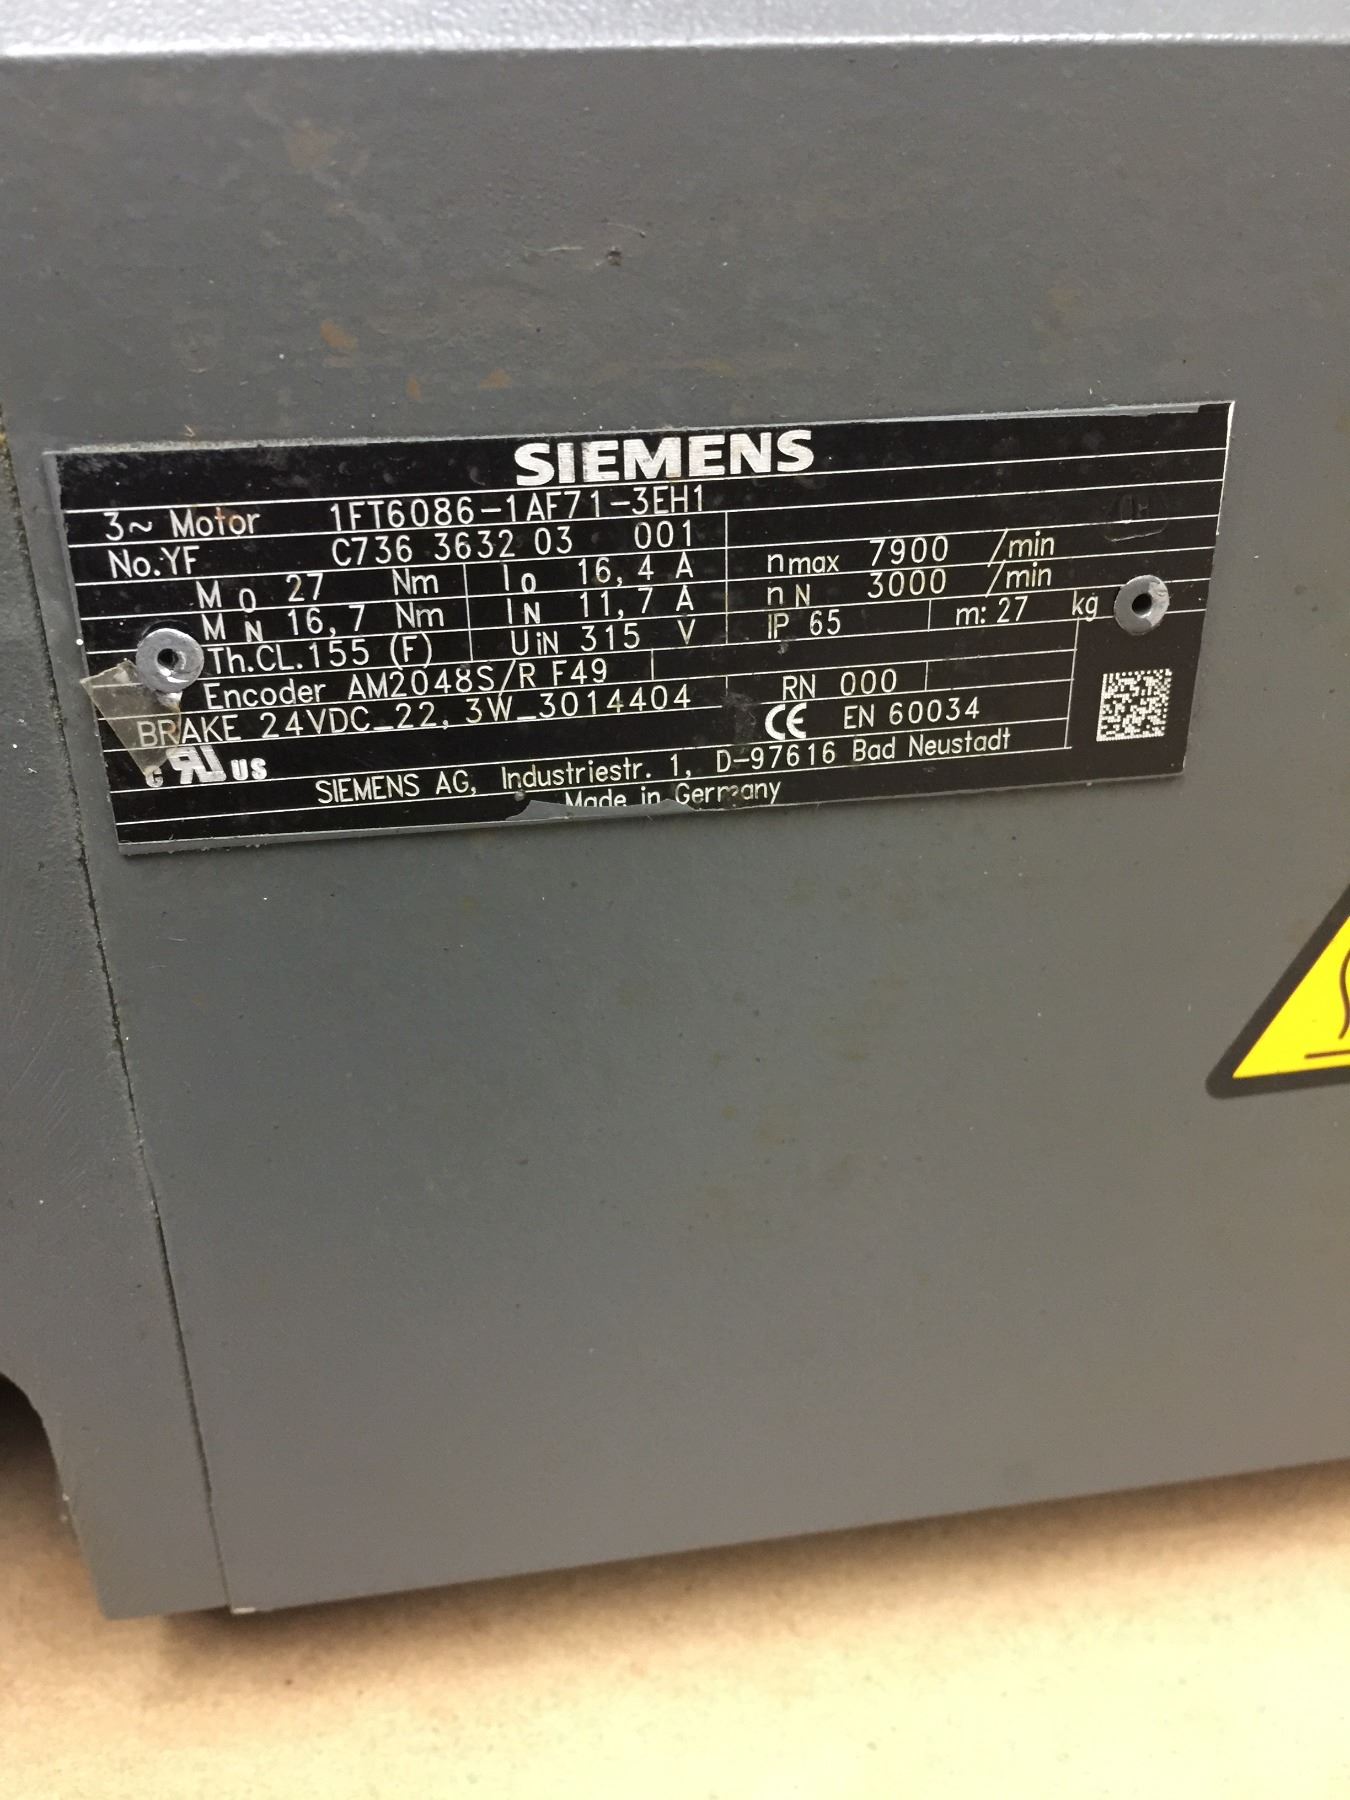 SIEMENS
3~ Motor 1FT6086-1AF71-3EH1
No.YF C736 3632 03 001
M0 27 Nm I0 16,4 A nmax 7900 /min
MN 16,7 Nm IN 11,7 A nN 3000 /min
Th.CL.155 (F) UiN 315 V IP 65 m: 27 kg
Encoder AM2048S/R F49 RN 000
BRAKE 24VDC_22,3W_3014404 CE EN 60034
c RU US
SIEMENS AG, Industriestr. 1, D-97616 Bad Neustadt
Made in Germany